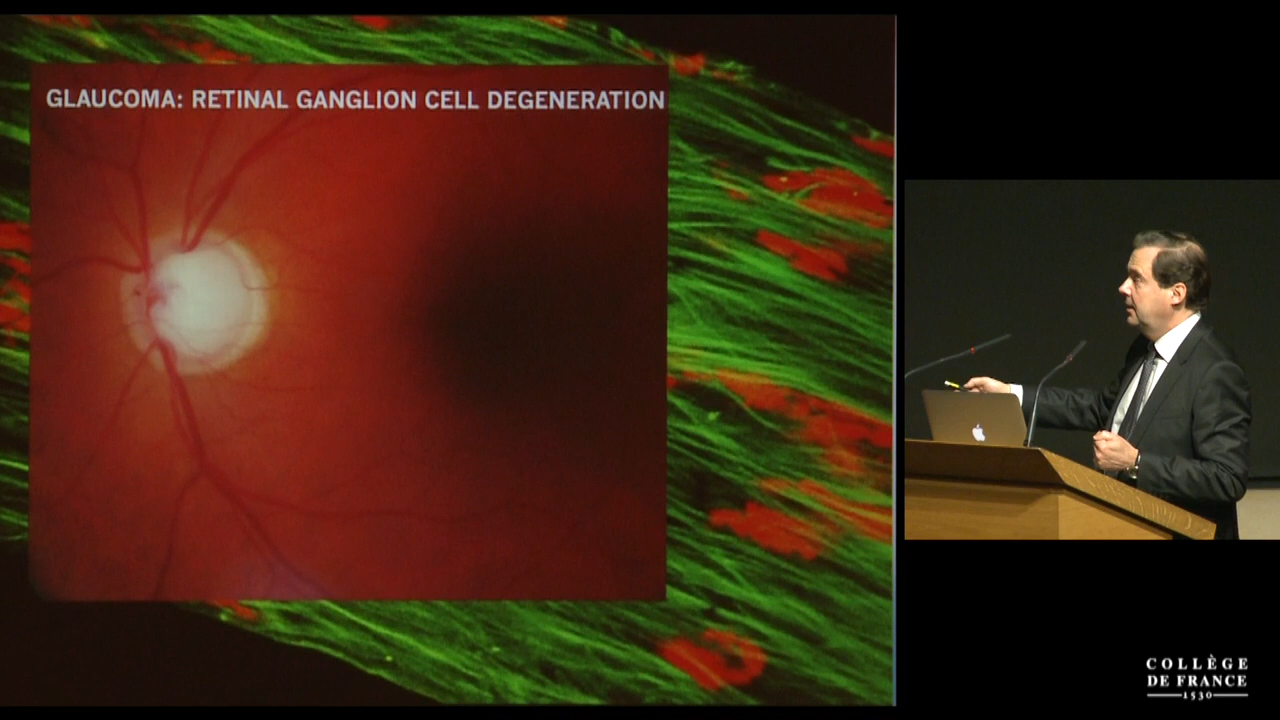 GLAUCOMA: RETINAL GANGLION CELL DEGENERATION
COLLÈGE
DE FRANCE
1530